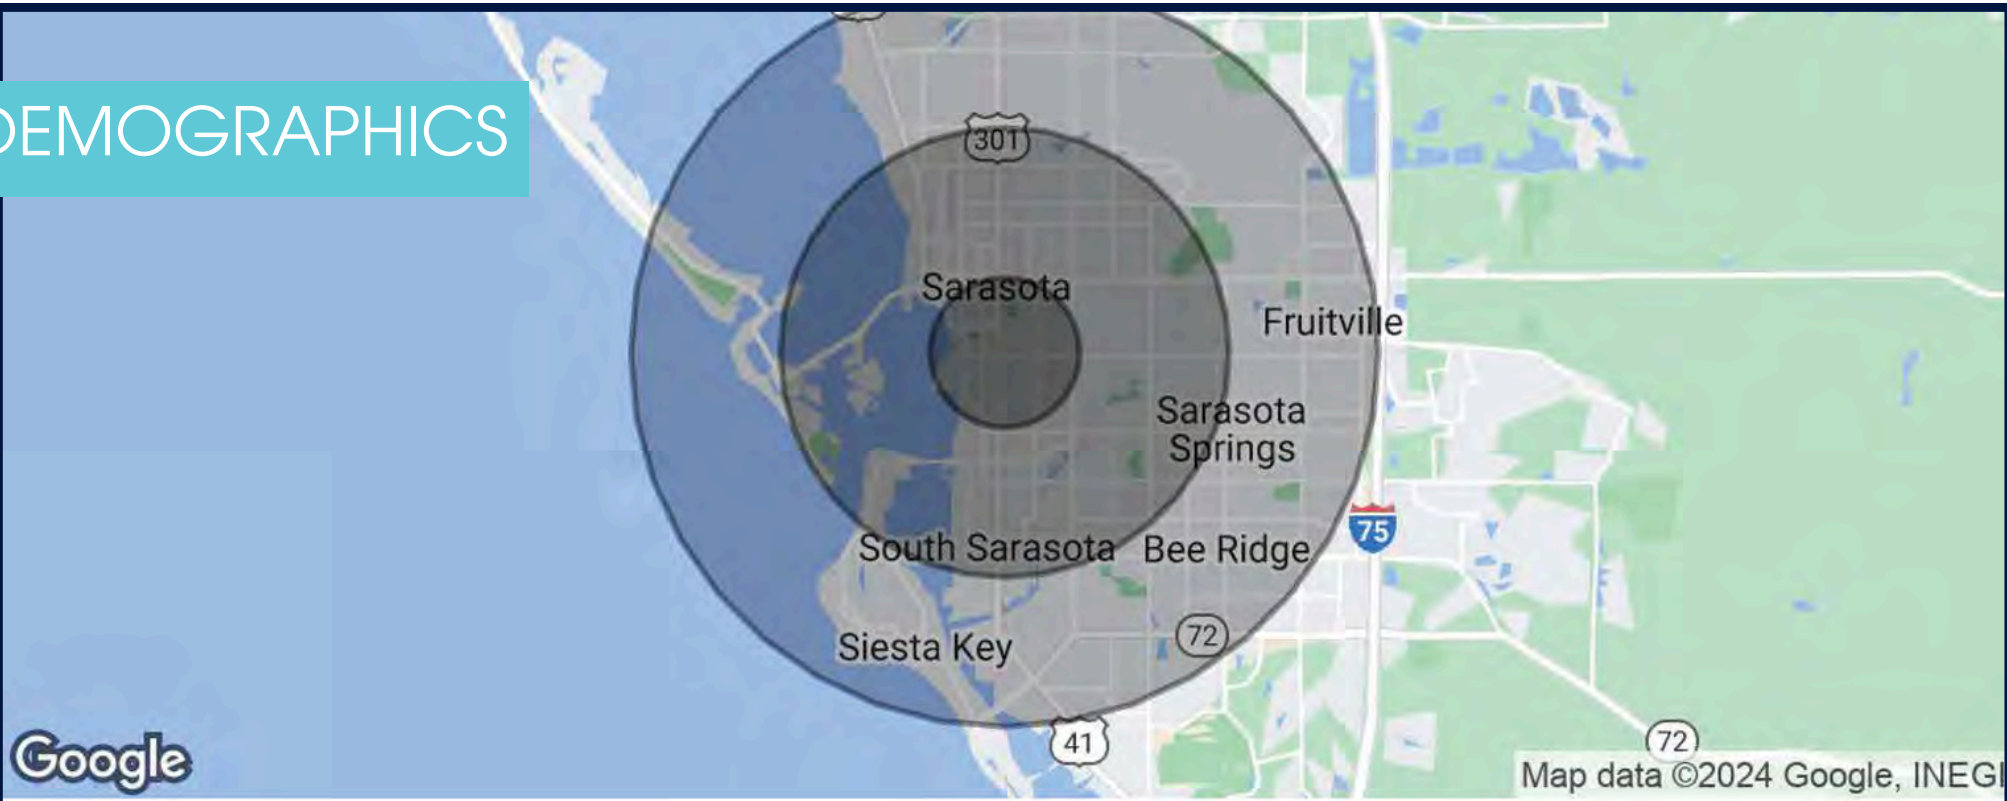 DEMOGRAPHICS
301
Sarasota
Fruitville
Sarasota
Springs
75
South Sarasota
Bee Ridge
72
Siesta Key
41
72
Google
Map data ©2024 Google, INEGI